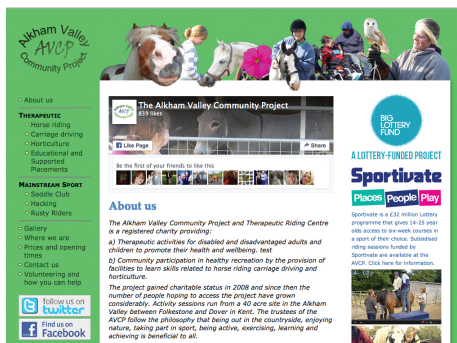 Alkham Valley
AVCP
Community Project
About us
THERAPEUTIC
Horse riding
Carriage driving
Horticulture
Educational and
Supported
Placements
MAINSTREAM SPORT
Saddle Club
Hacking
Rusty Riders
Gallery
Where we are
Prices and opening
times
Contact us
Volunteering and
how you can help
follow us on
twitter
Find us on
Facebook
The Alkham Valley Community Project
839 likes
Like Page
Share
Be the first of your friends to like this
About us
The Alkham Valley Community Project and Therapeutic Riding Centre
is a registered charity providing:
a) Therapeutic activities for disabled and disadvantaged adults and
children to promote their health and wellbeing. test
b) Community participation in healthy recreation by the provision of
facilities to learn skills related to horse riding carriage driving and
horticulture.
The project gained charitable status in 2008 and since then the
number of people hoping to access the project have grown
considerably. Activity sessions run from a 40 acre site in the Alkham
Valley between Folkestone and Dover in Kent. The trustees of the
AVCP follow the philosophy that being out in the countryside, enjoying
nature, taking part in sport, being active, exercising, learning and
achieving is beneficial to all.
BIG
LOTTERY
FUND
A LOTTERY-FUNDED PROJECT
Sportivate
Places People Play
Sportivate is a £32 million Lottery
programme that gives 14-25 year
olds access to six-week courses in
a sport of their choice. Subsidised
riding sessions funded by
Sportivate are available at the
AVCP. Click here for information.